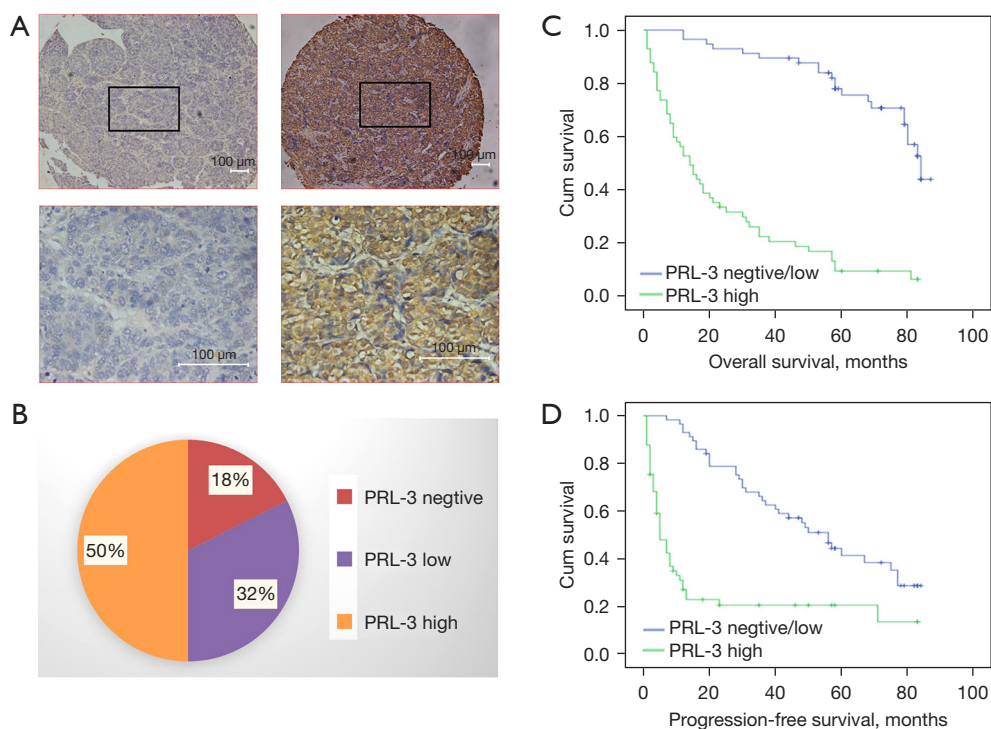 A
100 µm
100 µm
100 µm
100 µm
B
18%
50%
32%
PRL-3 negtive
PRL-3 low
PRL-3 high
C
Cum survival
1.0
0.8
0.6
0.4
0.2
0.0
PRL-3 negtive/low
PRL-3 high
0 20 40 60 80 100
Overall survival, months
D
Cum survival
1.0
0.8
0.6
0.4
0.2
0.0
PRL-3 negtive/low
PRL-3 high
0 20 40 60 80 100
Progression-free survival, months